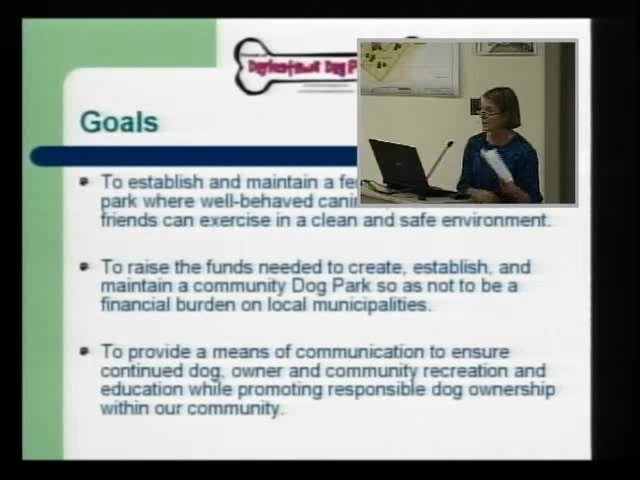 Dog P
Goals
To establish and maintain a fe
park where well-behaved cani
friends can exercise in a clean and safe environment.
To raise the funds needed to create, establish, and
maintain a community Dog Park so as not to be a
financial burden on local municipalities.
To provide a means of communication to ensure
continued dog, owner and community recreation and
education while promoting responsible dog ownership
within our community.